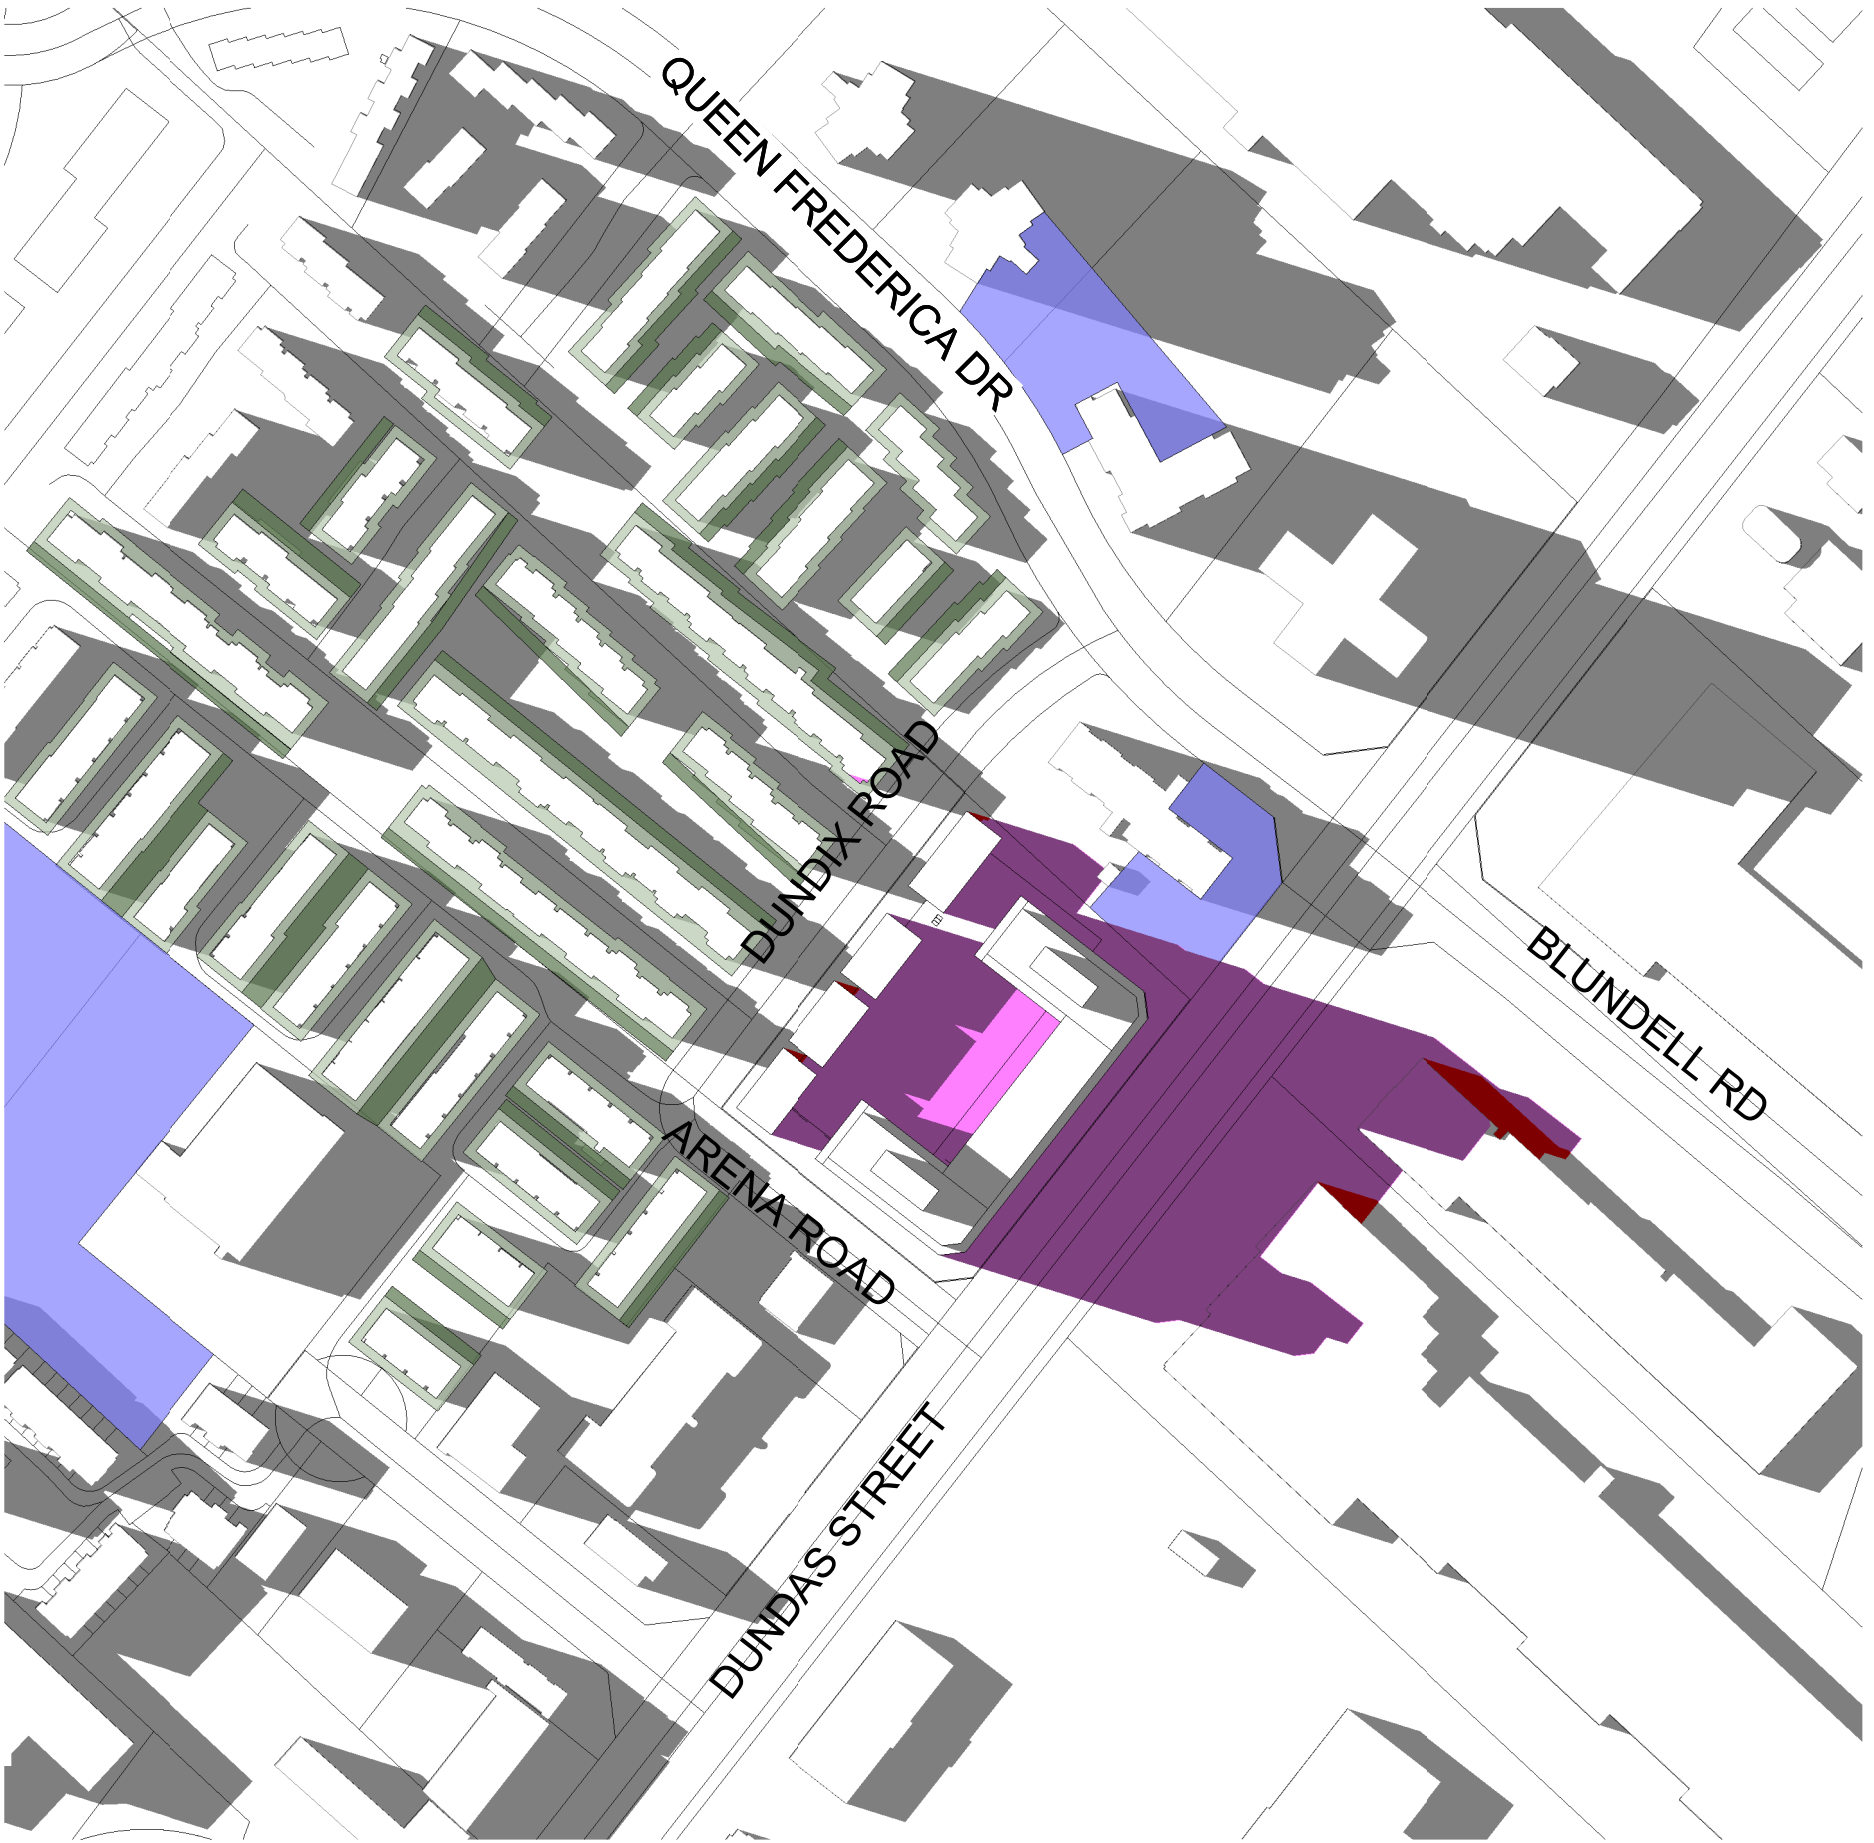 QUEEN FREDERICA DR
DUNDIX ROAD
BLUNDELL RD
ARENA ROAD
DUNDAS STREET